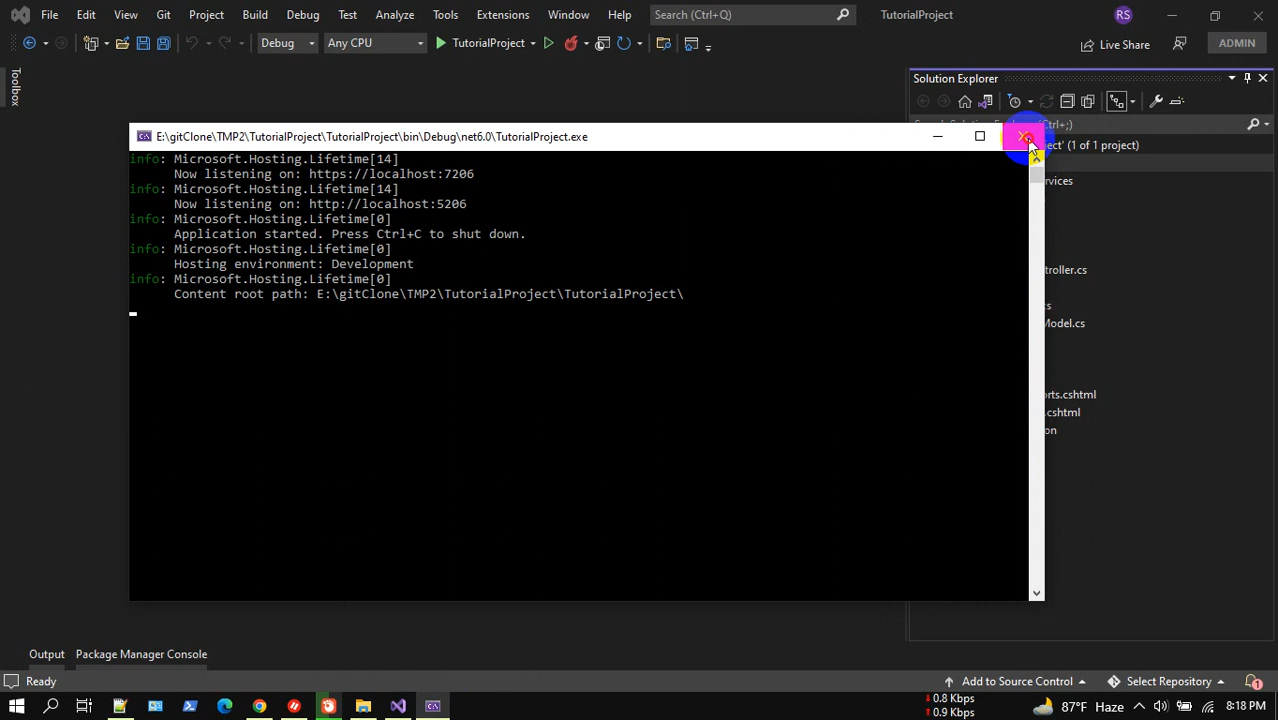 File Edit View Git Project Build Debug Test Analyze Tools Extensions Window Help Search (Ctrl+Q) TutorialProject RS
Debug Any CPU TutorialProject Live Share ADMIN
Toolbox
Solution Explorer
(Ctrl+;)
E:\gitClone\TMP2\TutorialProject\TutorialProject\bin\Debug\net6.0\TutorialProject.exe
ject' (1 of 1 project)
info: Microsoft.Hosting.Lifetime[14]
Now listening on: https://localhost:7206
info: Microsoft.Hosting.Lifetime[14]
Now listening on: http://localhost:5206
info: Microsoft.Hosting.Lifetime[0]
Application started. Press Ctrl+C to shut down.
info: Microsoft.Hosting.Lifetime[0]
Hosting environment: Development
info: Microsoft.Hosting.Lifetime[0]
Content root path: E:\gitClone\TMP2\TutorialProject\TutorialProject\
rvices
troller.cs
s
Model.cs
orts.cshtml
.cshtml
on
Output Package Manager Console
Ready Add to Source Control Select Repository 1
0.8 Kbps
0.9 Kbps
87°F Haze 8:18 PM